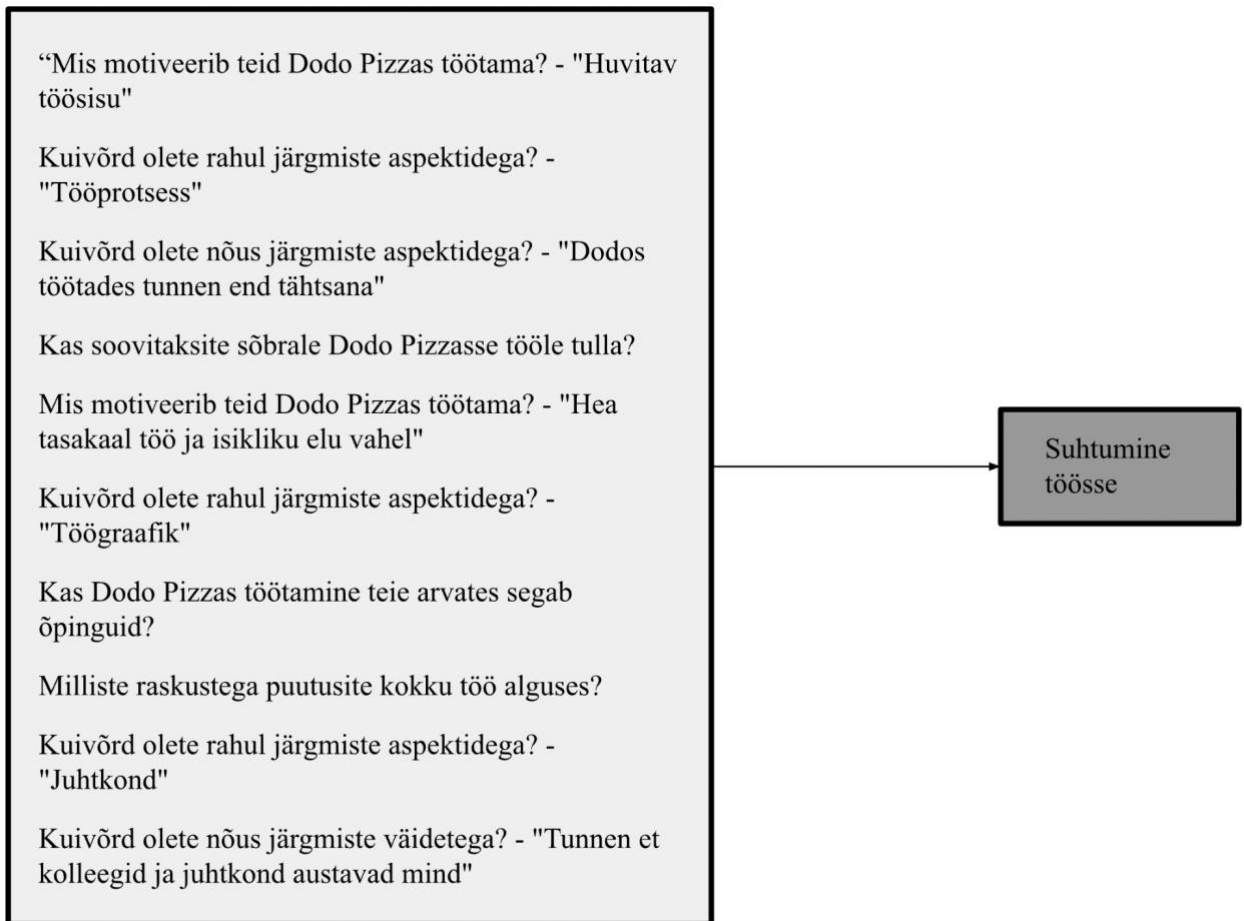 “Mis motiveerib teid Dodo Pizzas töötama? - "Huvitav
töösisu"
Kuivõrd olete rahul järgmiste aspektidega? -
"Tööprotsess"
Kuivõrd olete nõus järgmiste aspektidega? - "Dodos
töötades tunnen end tähtsana"
Kas soovitaksite sõbrale Dodo Pizzasse tööle tulla?
Mis motiveerib teid Dodo Pizzas töötama? - "Hea
tasakaal töö ja isikliku elu vahel"
Kuivõrd olete rahul järgmiste aspektidega? -
"Töögraafik"
Kas Dodo Pizzas töötamine teie arvates segab
õpinguid?
Milliste raskustega puutusite kokku töö alguses?
Kuivõrd olete rahul järgmiste aspektidega? -
"Juhtkond"
Kuivõrd olete nõus järgmiste väidetega? - "Tunnen et
kolleegid ja juhtkond austavad mind"
Suhtumine
töösse